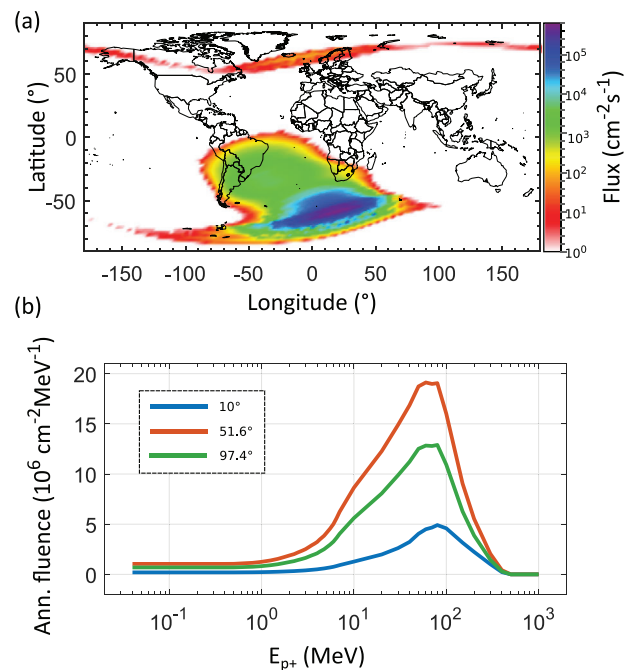 (a)
50
0
-50
Latitude (°)
-150 -100 -50 0 50 100 150
Longitude (°)
10⁵
10⁴
10³
10²
10¹
10⁰
Flux (cm⁻²s⁻¹)
(b)
20
15
10
5
0
Ann. fluence (10⁶ cm⁻²MeV⁻¹)
10°
51.6°
97.4°
10⁻¹ 10⁰ 10¹ 10² 10³
Eₚ₊ (MeV)